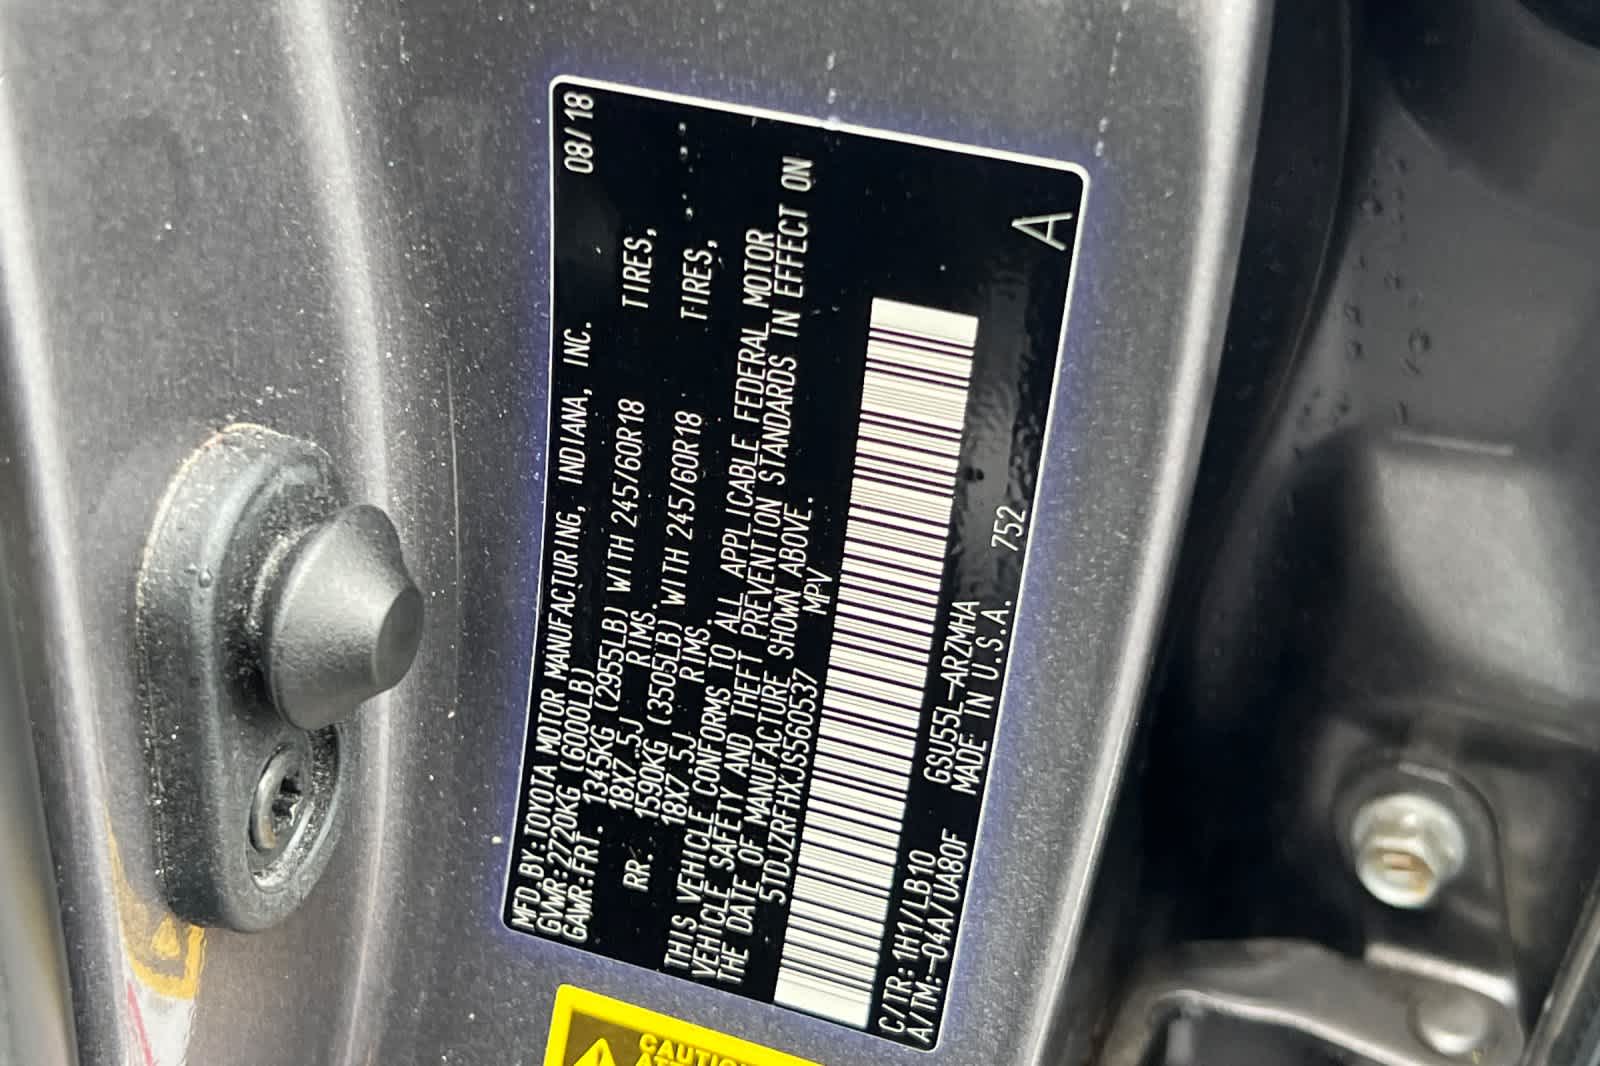 MFD.BY:TOYOTA MOTOR MANUFACTURING, INDIANA, INC. 08/18
GVWR:2720KG (6000LB)
GAWR:FRT. 1345KG (2955LB) WITH 245/60R18 TIRES,
18X7.5J RIMS.
RR. 1590KG (3505LB) WITH 245/60R18 TIRES,
18X7.5J RIMS.
THIS VEHICLE CONFORMS TO ALL APPLICABLE FEDERAL MOTOR
VEHICLE SAFETY AND THEFT PREVENTION STANDARDS IN EFFECT ON
THE DATE OF MANUFACTURE SHOWN ABOVE.
5TDJZRFHXJS560537 MPV
C/TR:1H1/LB10 GSU55L-ARZMHA
A/TM:-04A/UA80F MADE IN U.S.A. 752 A
CAUTION